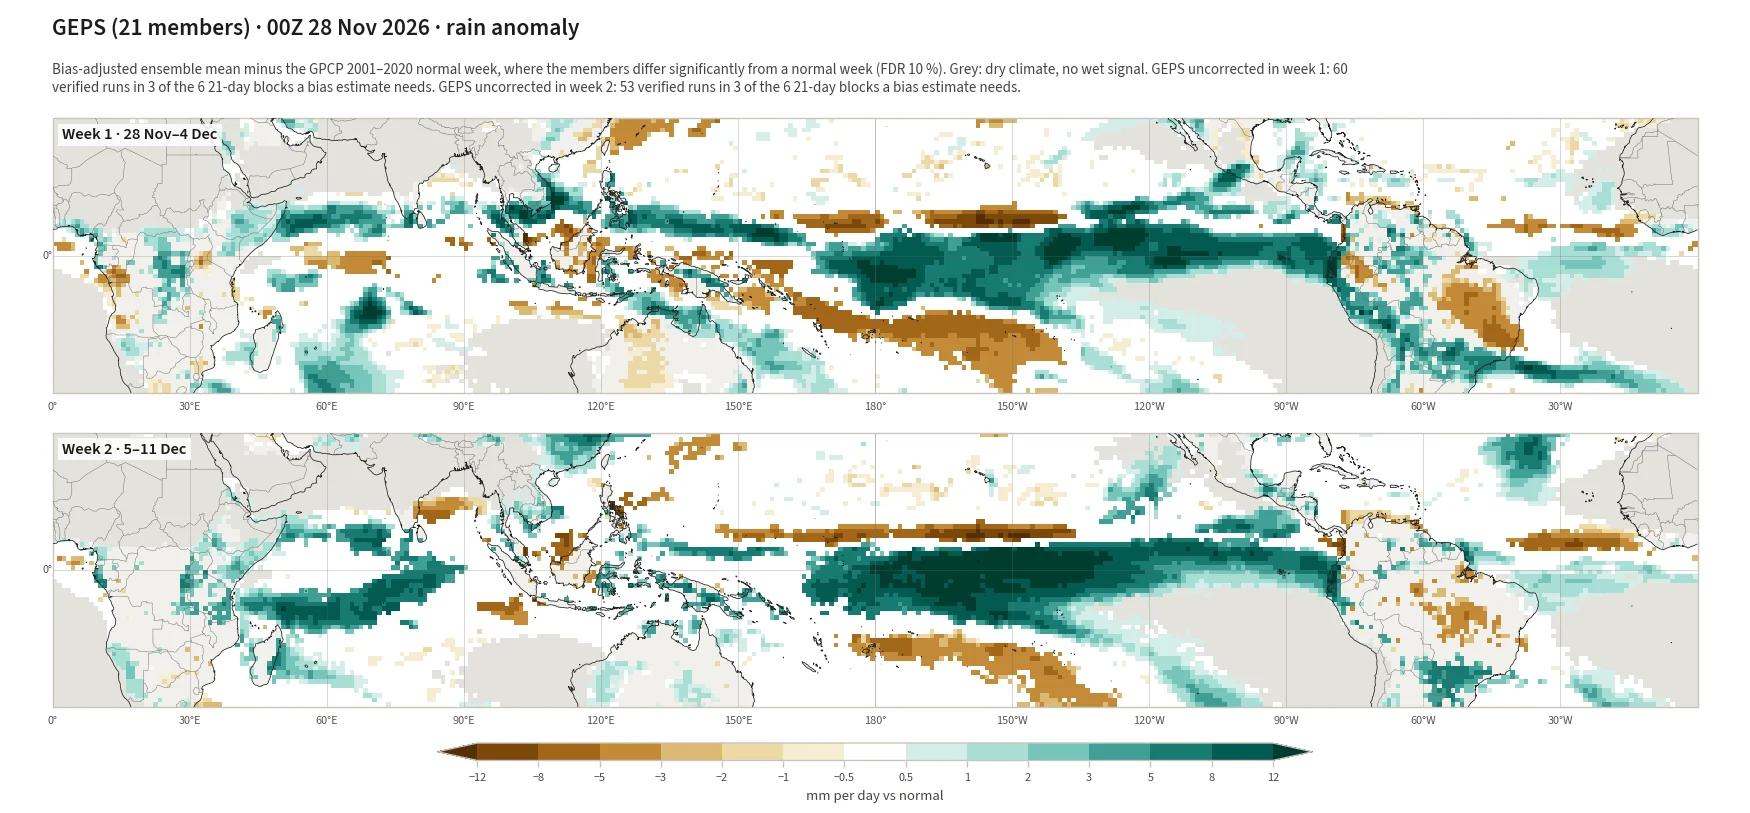 GEPS (21 members) · 00Z 28 Nov 2026 · rain anomaly
Bias-adjusted ensemble mean minus the GPCP 2001–2020 normal week, where the members differ significantly from a normal week (FDR 10 %). Grey: dry climate, no wet signal. GEPS uncorrected in week 1: 60
verified runs in 3 of the 6 21-day blocks a bias estimate needs. GEPS uncorrected in week 2: 53 verified runs in 3 of the 6 21-day blocks a bias estimate needs.
Week 1 · 28 Nov–4 Dec
0°
0° 30°E 60°E 90°E 120°E 150°E 180° 150°W 120°W 90°W 60°W 30°W
Week 2 · 5–11 Dec
0°
0° 30°E 60°E 90°E 120°E 150°E 180° 150°W 120°W 90°W 60°W 30°W
−12 −8 −5 −3 −2 −1 −0.5 0.5 1 2 3 5 8 12
mm per day vs normal